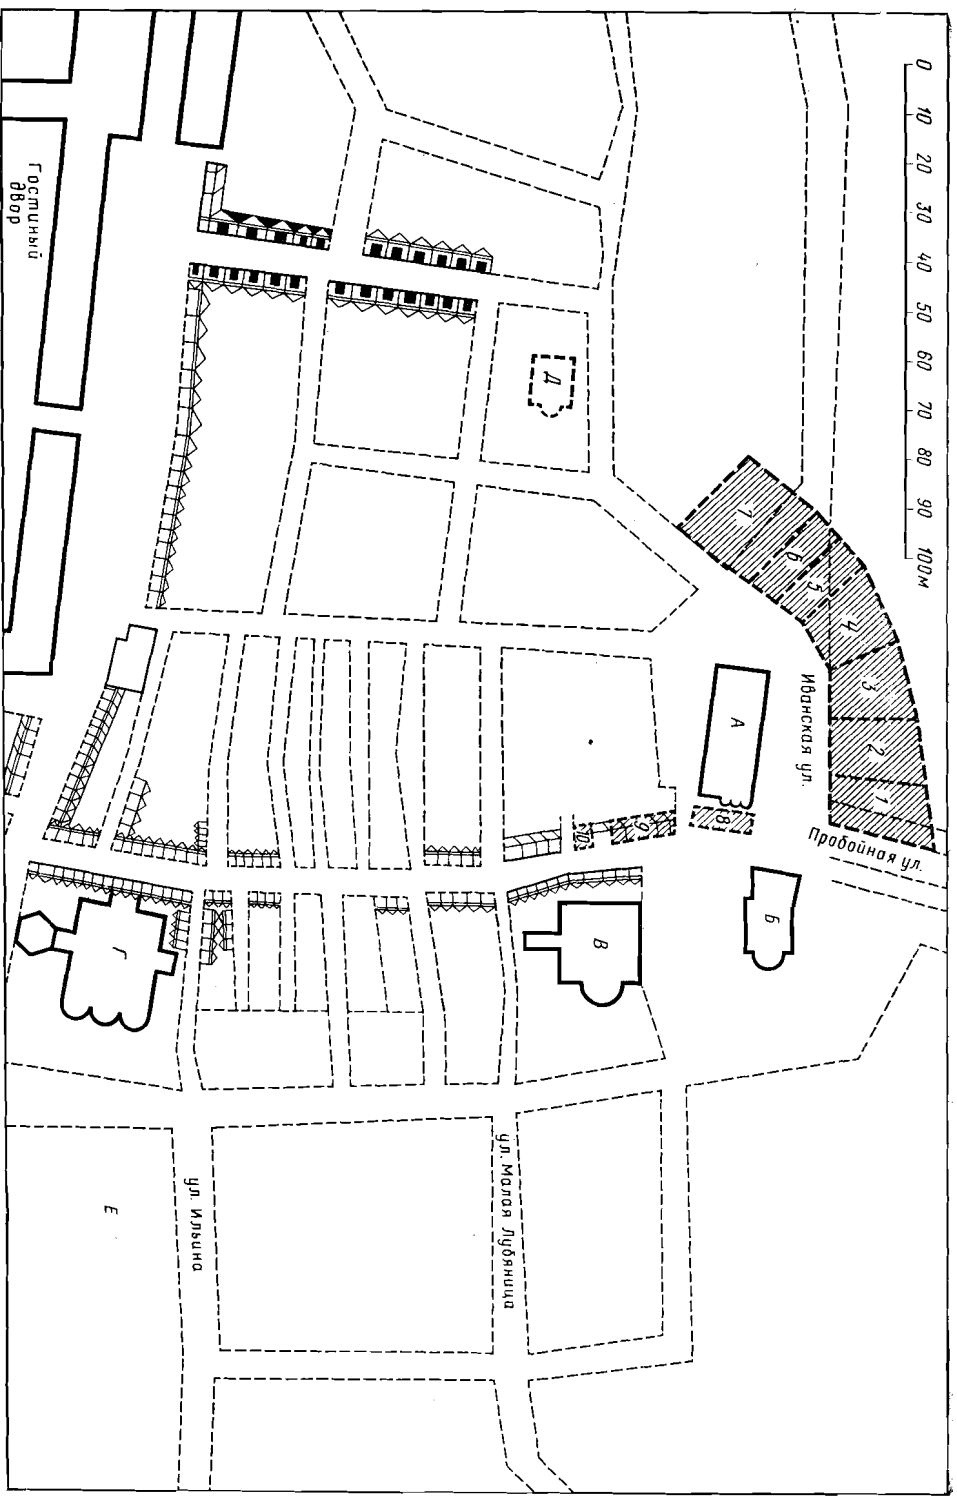 0 10 20 30 40 50 60 70 80 90 100м
Гостиный
двор
Д
7
6
5
4
3
2
1
Иванская ул.
Пробойная ул.
А
8
9
10
Б
В
Г
ул. Малая Лубяница
ул. Ильина
Е